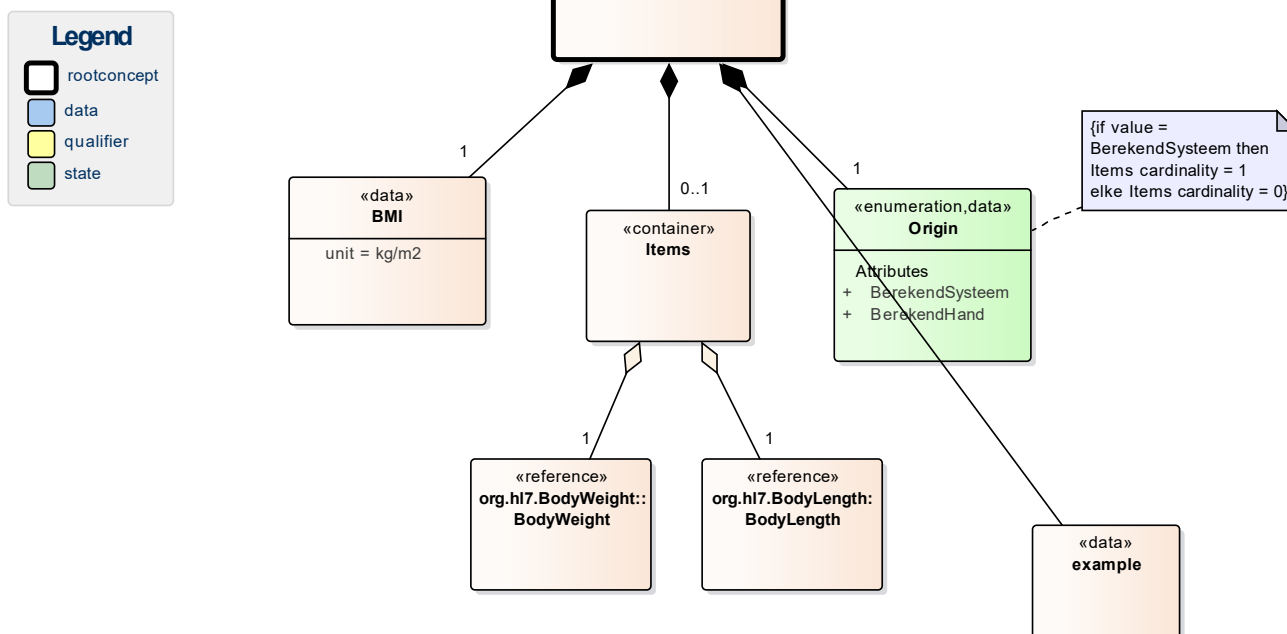 Legend
rootconcept
data
qualifier
state
1
0..1
1
{if value =
BerekendSysteem then
Items cardinality = 1
elke Items cardinality = 0}
«data»
BMI
unit = kg/m2
«container»
Items
«enumeration,data»
Origin
Attributes
+ BerekendSysteem
+ BerekendHand
1
1
«reference»
org.hl7.BodyWeight::
BodyWeight
«reference»
org.hl7.BodyLength:
BodyLength
«data»
example